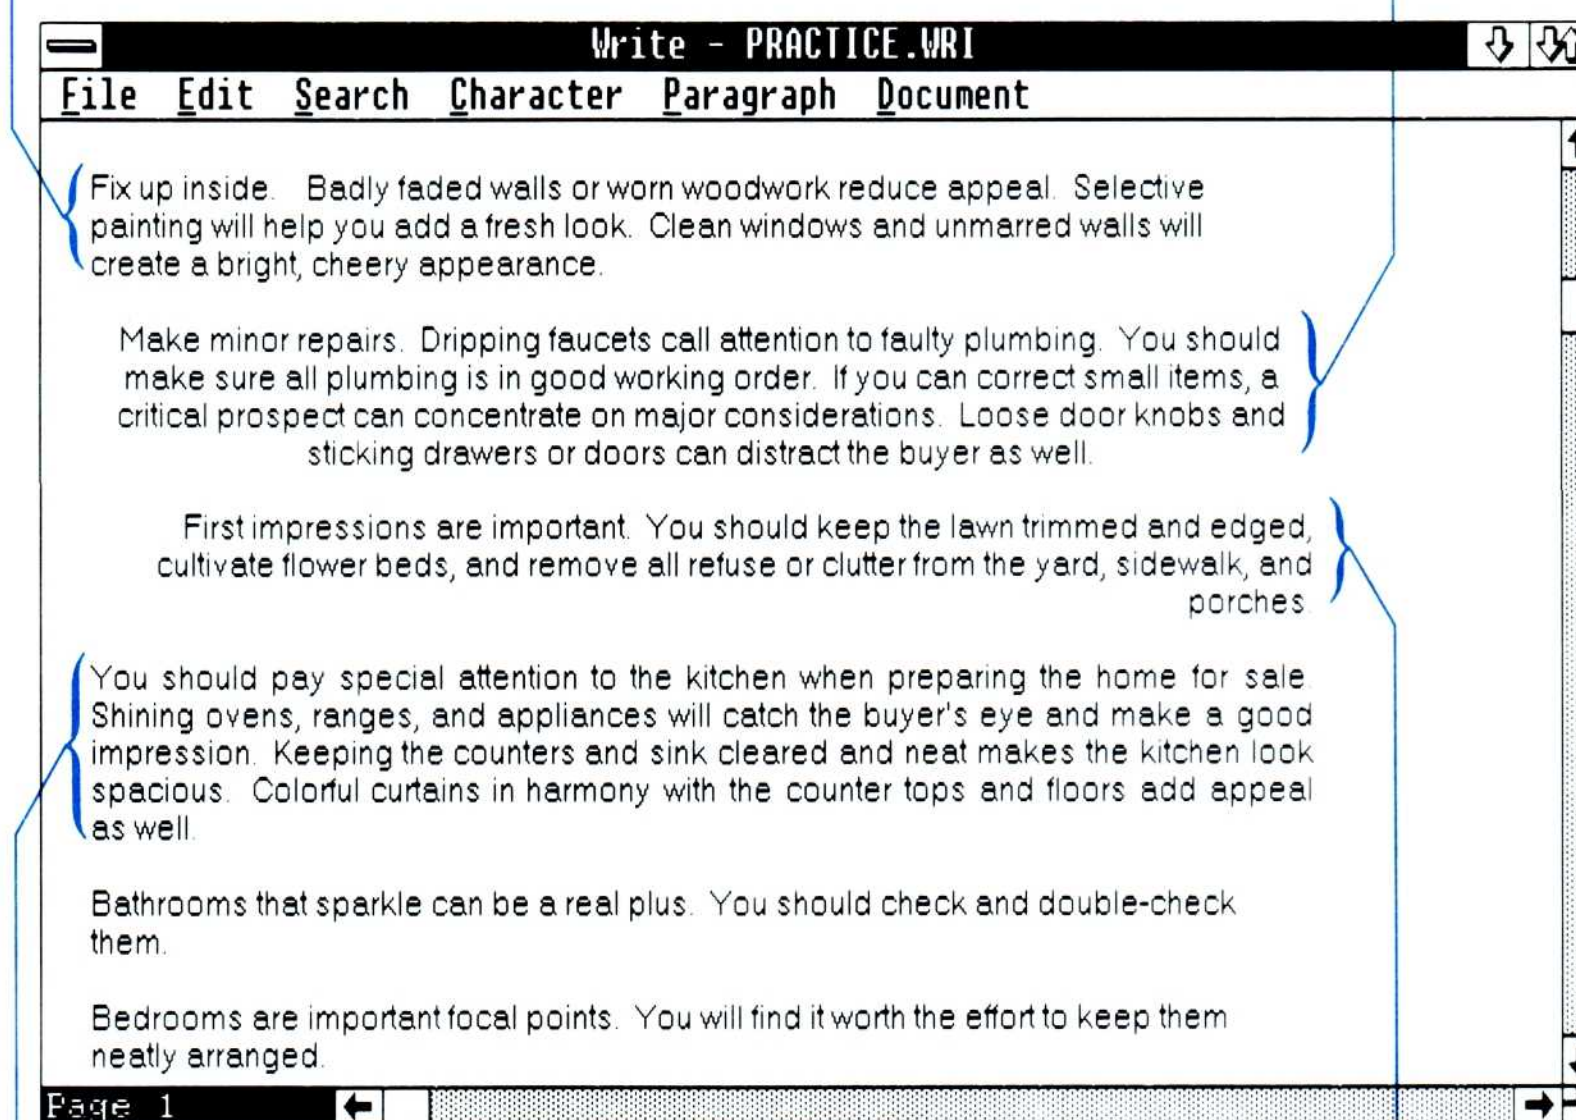 Write - PRACTICE.WRI
File Edit Search Character Paragraph Document
Fix up inside. Badly faded walls or worn woodwork reduce appeal. Selective
painting will help you add a fresh look. Clean windows and unmarred walls will
create a bright, cheery appearance.
Make minor repairs. Dripping faucets call attention to faulty plumbing. You should
make sure all plumbing is in good working order. If you can correct small items, a
critical prospect can concentrate on major considerations. Loose door knobs and
sticking drawers or doors can distract the buyer as well.
First impressions are important. You should keep the lawn trimmed and edged,
cultivate flower beds, and remove all refuse or clutter from the yard, sidewalk, and
porches.
You should pay special attention to the kitchen when preparing the home for sale.
Shining ovens, ranges, and appliances will catch the buyer's eye and make a good
impression. Keeping the counters and sink cleared and neat makes the kitchen look
spacious. Colorful curtains in harmony with the counter tops and floors add appeal
as well.
Bathrooms that sparkle can be a real plus. You should check and double-check
them.
Bedrooms are important focal points. You will find it worth the effort to keep them
neatly arranged.
Page 1